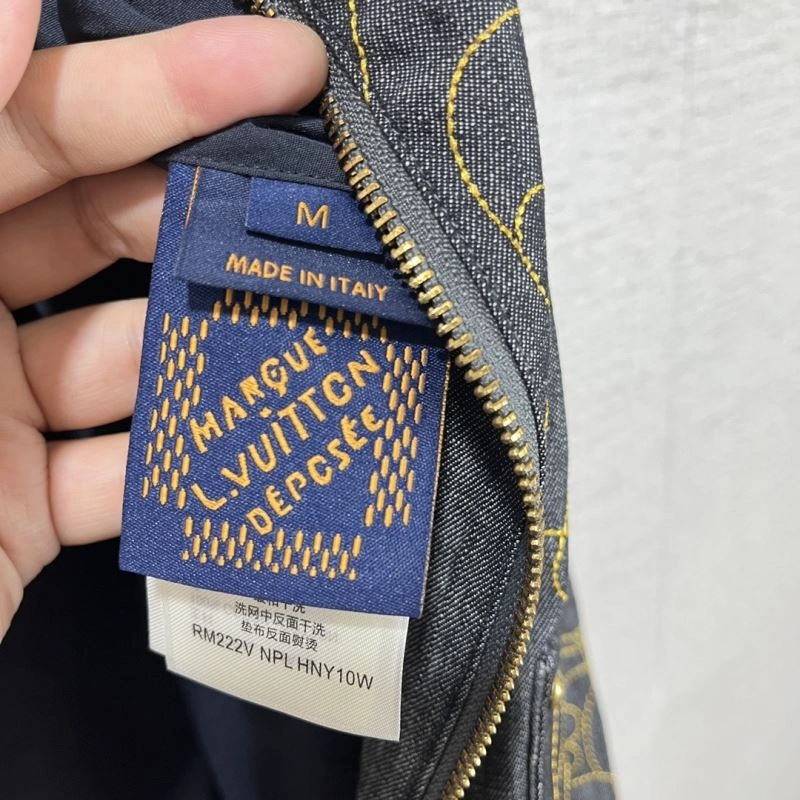 M
MADE IN ITAIY
MARQUE
L.VUITTON
DÉPOSÉE
洗网中反面干洗
垫布反面熨烫
RM222V NPL HNY10W